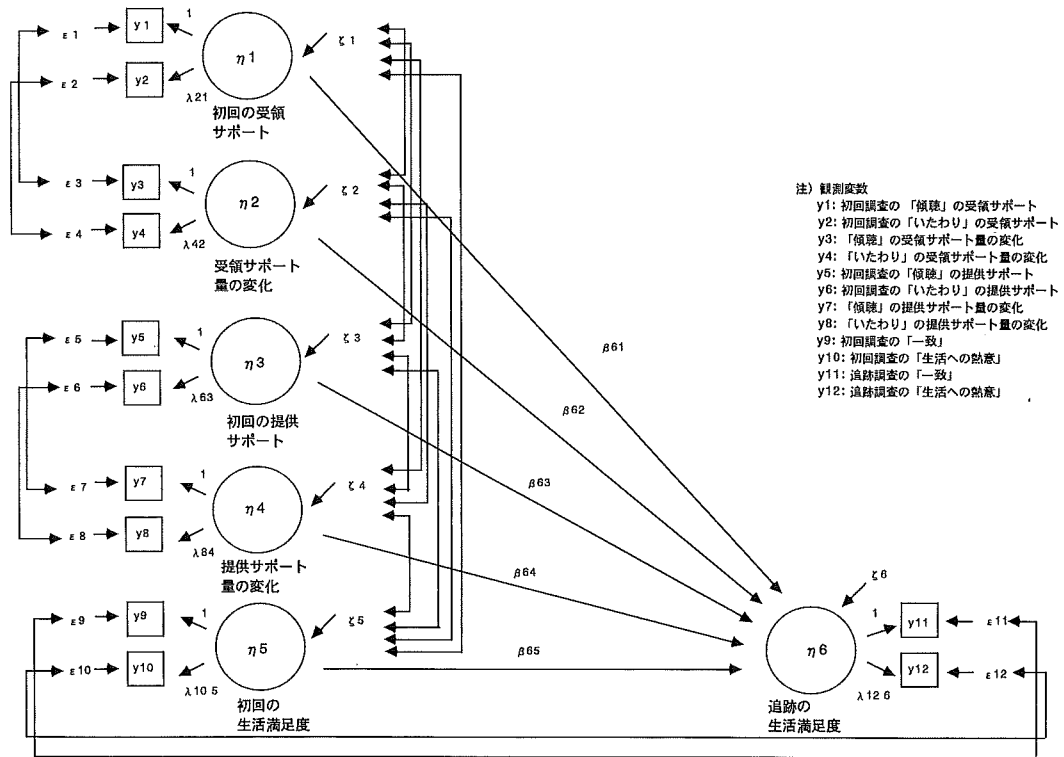 ε1
y1
1
η1
ζ1
ε2
y2
λ21
初回の受領
サポート
ε3
y3
1
η2
ζ2
ε4
y4
λ42
受領サポート
量の変化
ε5
y5
1
η3
ζ3
ε6
y6
λ63
初回の提供
サポート
ε7
y7
1
η4
ζ4
ε8
y8
λ84
提供サポート
量の変化
ε9
y9
1
η5
ζ5
ε10
y10
λ10 5
初回の
生活満足度
β61
β62
β63
β64
β65
ζ6
η6
1
y11
ε11
y12
ε12
λ12 6
追跡の
生活満足度
注）観測変数
y1: 初回調査の「傾聴」の受領サポート
y2: 初回調査の「いたわり」の受領サポート
y3: 「傾聴」の受領サポート量の変化
y4: 「いたわり」の受領サポート量の変化
y5: 初回調査の「傾聴」の提供サポート
y6: 初回調査の「いたわり」の提供サポート
y7: 「傾聴」の提供サポート量の変化
y8: 「いたわり」の提供サポート量の変化
y9: 初回調査の「一致」
y10: 初回調査の「生活への熱意」
y11: 追跡調査の「一致」
y12: 追跡調査の「生活への熱意」